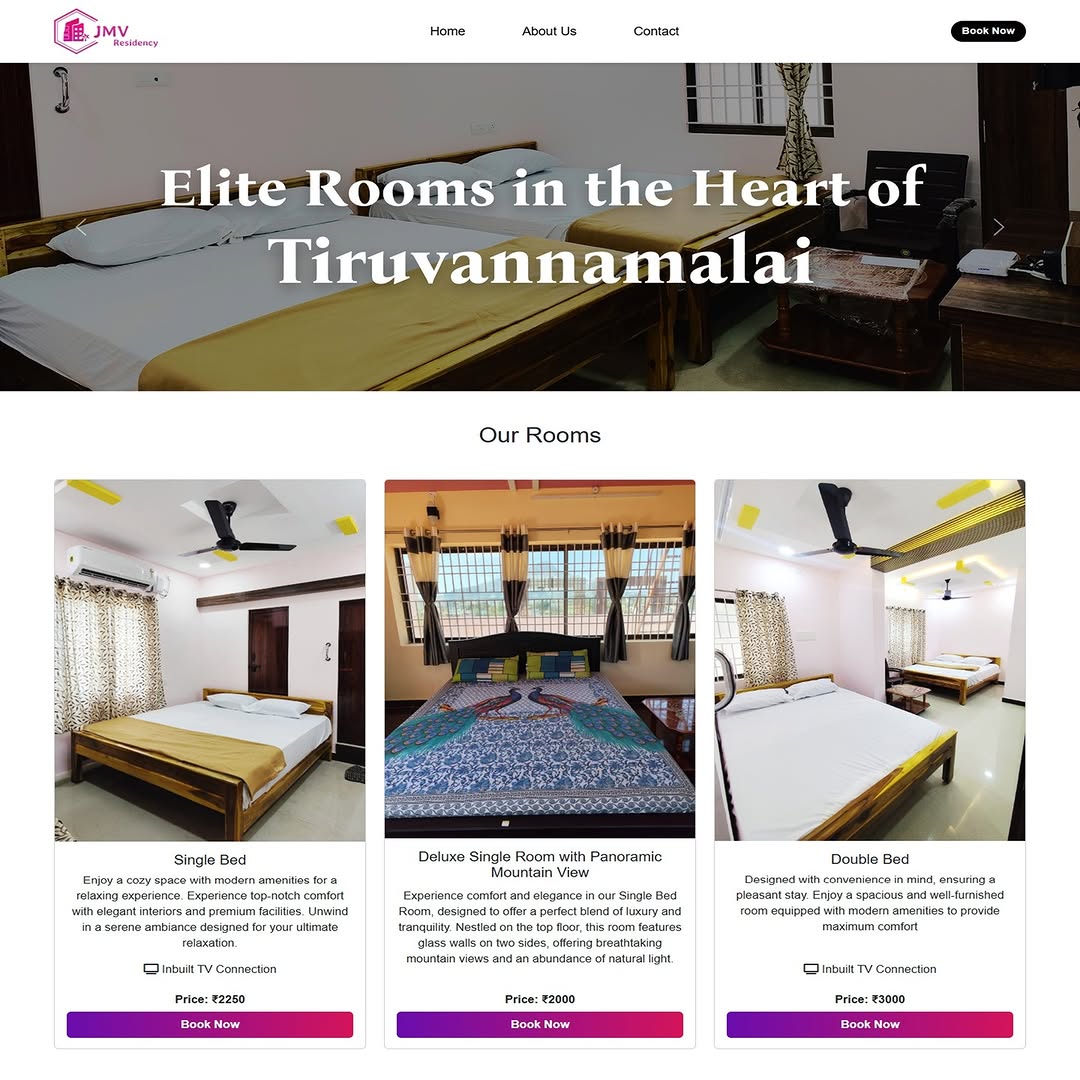 JMV
Residency
Home
About Us
Contact
Book Now
Elite Rooms in the Heart of
Tiruvannamalai
Our Rooms
Single Bed
Enjoy a cozy space with modern amenities for a
relaxing experience. Experience top-notch comfort
with elegant interiors and premium facilities. Unwind
in a serene ambiance designed for your ultimate
relaxation.
Inbuilt TV Connection
Price: ₹2250
Book Now
Deluxe Single Room with Panoramic
Mountain View
Experience comfort and elegance in our Single Bed
Room, designed to offer a perfect blend of luxury and
tranquility. Nestled on the top floor, this room features
glass walls on two sides, offering breathtaking
mountain views and an abundance of natural light.
Price: ₹2000
Book Now
Double Bed
Designed with convenience in mind, ensuring a
pleasant stay. Enjoy a spacious and well-furnished
room equipped with modern amenities to provide
maximum comfort
Inbuilt TV Connection
Price: ₹3000
Book Now